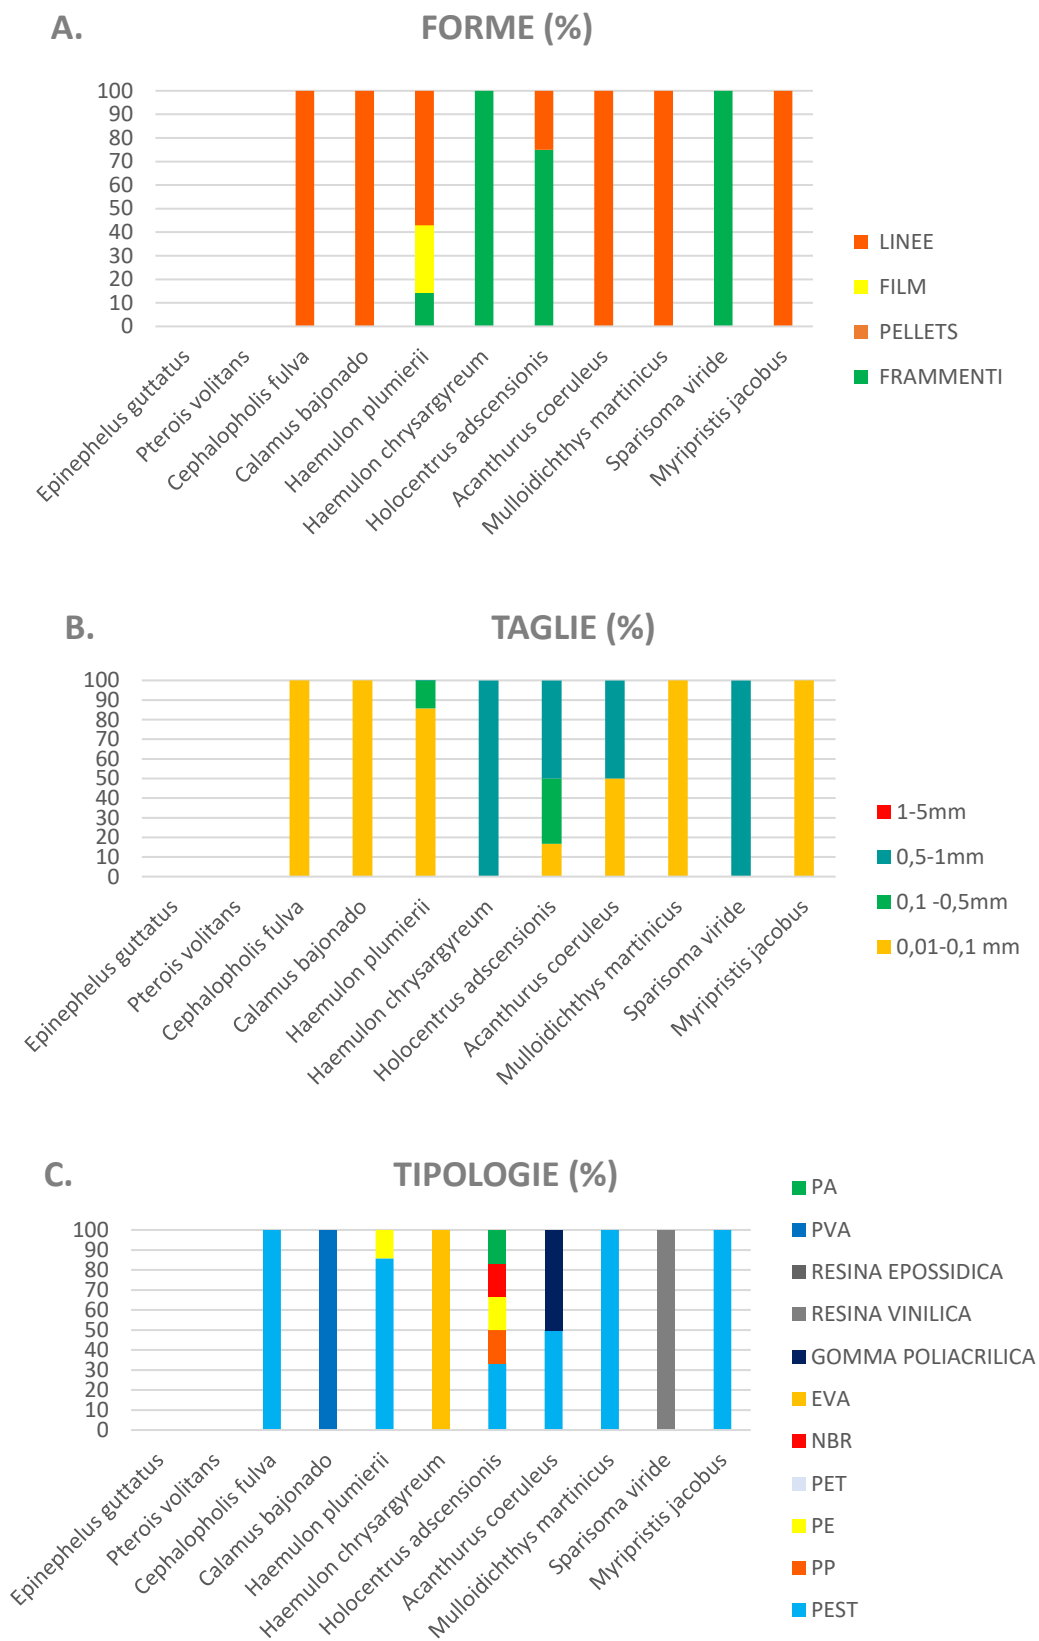 A.
FORME (%)
100
90
80
70
60
50
40
30
20
10
0
Epinephelus guttatus
Pterois volitans
Cephalopholis fulva
Calamus bajonado
Haemulon plumierii
Haemulon chrysargyreum
Holocentrus adscensionis
Acanthurus coeruleus
Mulloidichthys martinicus
Sparisoma viride
Myripristis jacobus
LINEE
FILM
PELLETS
FRAMMENTI
B.
TAGLIE (%)
100
90
80
70
60
50
40
30
20
10
0
Epinephelus guttatus
Pterois volitans
Cephalopholis fulva
Calamus bajonado
Haemulon plumierii
Haemulon chrysargyreum
Holocentrus adscensionis
Acanthurus coeruleus
Mulloidichthys martinicus
Sparisoma viride
Myripristis jacobus
1-5mm
0,5-1mm
0,1 -0,5mm
0,01-0,1 mm
C.
TIPOLOGIE (%)
100
90
80
70
60
50
40
30
20
10
0
Epinephelus guttatus
Pterois volitans
Cephalopholis fulva
Calamus bajonado
Haemulon plumierii
Haemulon chrysargyreum
Holocentrus adscensionis
Acanthurus coeruleus
Mulloidichthys martinicus
Sparisoma viride
Myripristis jacobus
PA
PVA
RESINA EPOSSIDICA
RESINA VINILICA
GOMMA POLIACRILICA
EVA
NBR
PET
PE
PP
PEST